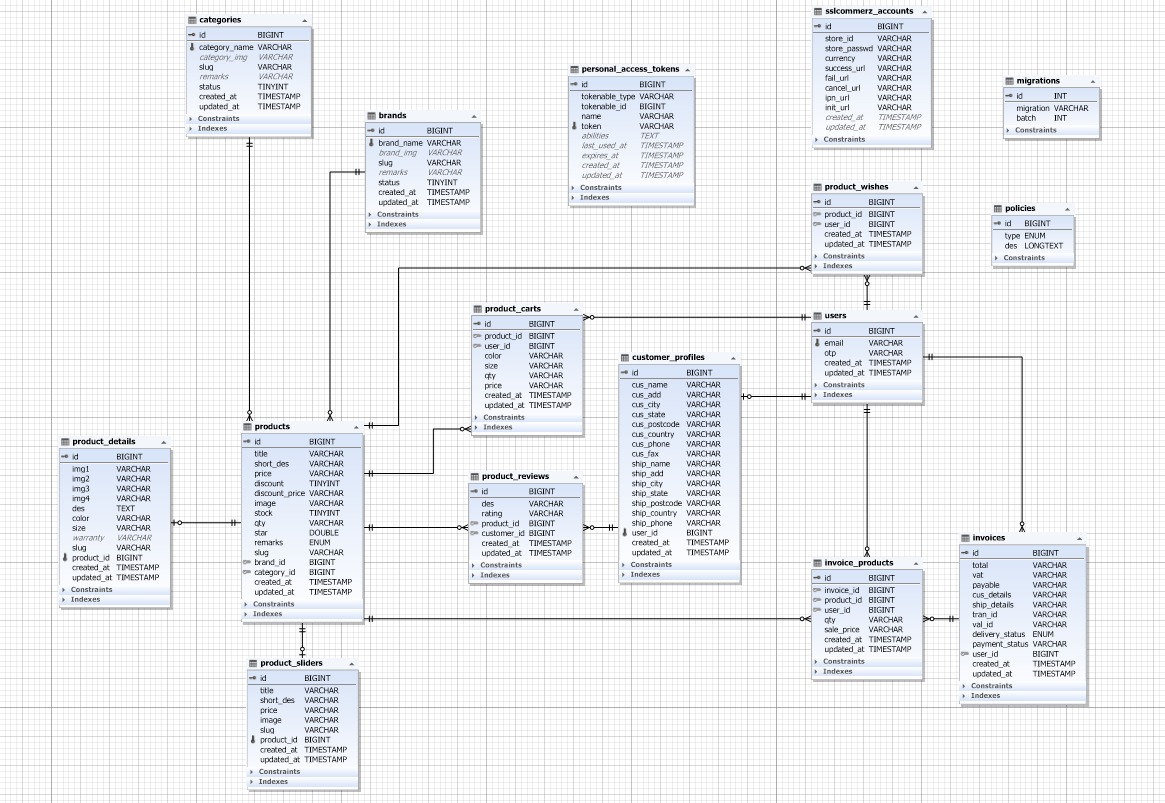 categories
id BIGINT
category_name VARCHAR
category_img VARCHAR
slug VARCHAR
remarks VARCHAR
status TINYINT
created_at TIMESTAMP
updated_at TIMESTAMP
Constraints
Indexes
brands
id BIGINT
brand_name VARCHAR
brand_img VARCHAR
slug VARCHAR
remarks VARCHAR
status TINYINT
created_at TIMESTAMP
updated_at TIMESTAMP
Constraints
Indexes
personal_access_tokens
id BIGINT
tokenable_type VARCHAR
tokenable_id BIGINT
name VARCHAR
token VARCHAR
abilities TEXT
last_used_at TIMESTAMP
expires_at TIMESTAMP
created_at TIMESTAMP
updated_at TIMESTAMP
Constraints
Indexes
sslcommerz_accounts
id BIGINT
store_id VARCHAR
store_passwd VARCHAR
currency VARCHAR
success_url VARCHAR
fail_url VARCHAR
cancel_url VARCHAR
ipn_url VARCHAR
init_url VARCHAR
created_at TIMESTAMP
updated_at TIMESTAMP
Constraints
migrations
id INT
migration VARCHAR
batch INT
Constraints
product_wishes
id BIGINT
product_id BIGINT
user_id BIGINT
created_at TIMESTAMP
updated_at TIMESTAMP
Constraints
Indexes
policies
id BIGINT
type ENUM
des LONGTEXT
Constraints
product_carts
id BIGINT
product_id BIGINT
user_id BIGINT
color VARCHAR
size VARCHAR
qty VARCHAR
price VARCHAR
created_at TIMESTAMP
updated_at TIMESTAMP
Constraints
Indexes
users
id BIGINT
email VARCHAR
otp VARCHAR
created_at TIMESTAMP
updated_at TIMESTAMP
Constraints
Indexes
customer_profiles
id BIGINT
cus_name VARCHAR
cus_add VARCHAR
cus_city VARCHAR
cus_state VARCHAR
cus_postcode VARCHAR
cus_country VARCHAR
cus_phone VARCHAR
cus_fax VARCHAR
ship_name VARCHAR
ship_add VARCHAR
ship_city VARCHAR
ship_state VARCHAR
ship_postcode VARCHAR
ship_country VARCHAR
ship_phone VARCHAR
user_id BIGINT
created_at TIMESTAMP
updated_at TIMESTAMP
Constraints
Indexes
product_details
id BIGINT
img1 VARCHAR
img2 VARCHAR
img3 VARCHAR
img4 VARCHAR
des TEXT
color VARCHAR
size VARCHAR
warranty VARCHAR
slug VARCHAR
product_id BIGINT
created_at TIMESTAMP
updated_at TIMESTAMP
Constraints
Indexes
products
id BIGINT
title VARCHAR
short_des VARCHAR
price VARCHAR
discount TINYINT
discount_price VARCHAR
image VARCHAR
stock TINYINT
qty VARCHAR
star DOUBLE
remarks ENUM
slug VARCHAR
brand_id BIGINT
category_id BIGINT
created_at TIMESTAMP
updated_at TIMESTAMP
Constraints
Indexes
product_reviews
id BIGINT
des VARCHAR
rating VARCHAR
product_id BIGINT
customer_id BIGINT
created_at TIMESTAMP
updated_at TIMESTAMP
Constraints
Indexes
invoice_products
id BIGINT
invoice_id BIGINT
product_id BIGINT
user_id BIGINT
qty VARCHAR
sale_price VARCHAR
created_at TIMESTAMP
updated_at TIMESTAMP
Constraints
Indexes
invoices
id BIGINT
total VARCHAR
vat VARCHAR
payable VARCHAR
cus_details VARCHAR
ship_details VARCHAR
tran_id VARCHAR
val_id VARCHAR
delivery_status ENUM
payment_status VARCHAR
user_id BIGINT
created_at TIMESTAMP
updated_at TIMESTAMP
Constraints
Indexes
product_sliders
id BIGINT
title VARCHAR
short_des VARCHAR
price VARCHAR
image VARCHAR
slug VARCHAR
product_id BIGINT
created_at TIMESTAMP
updated_at TIMESTAMP
Constraints
Indexes